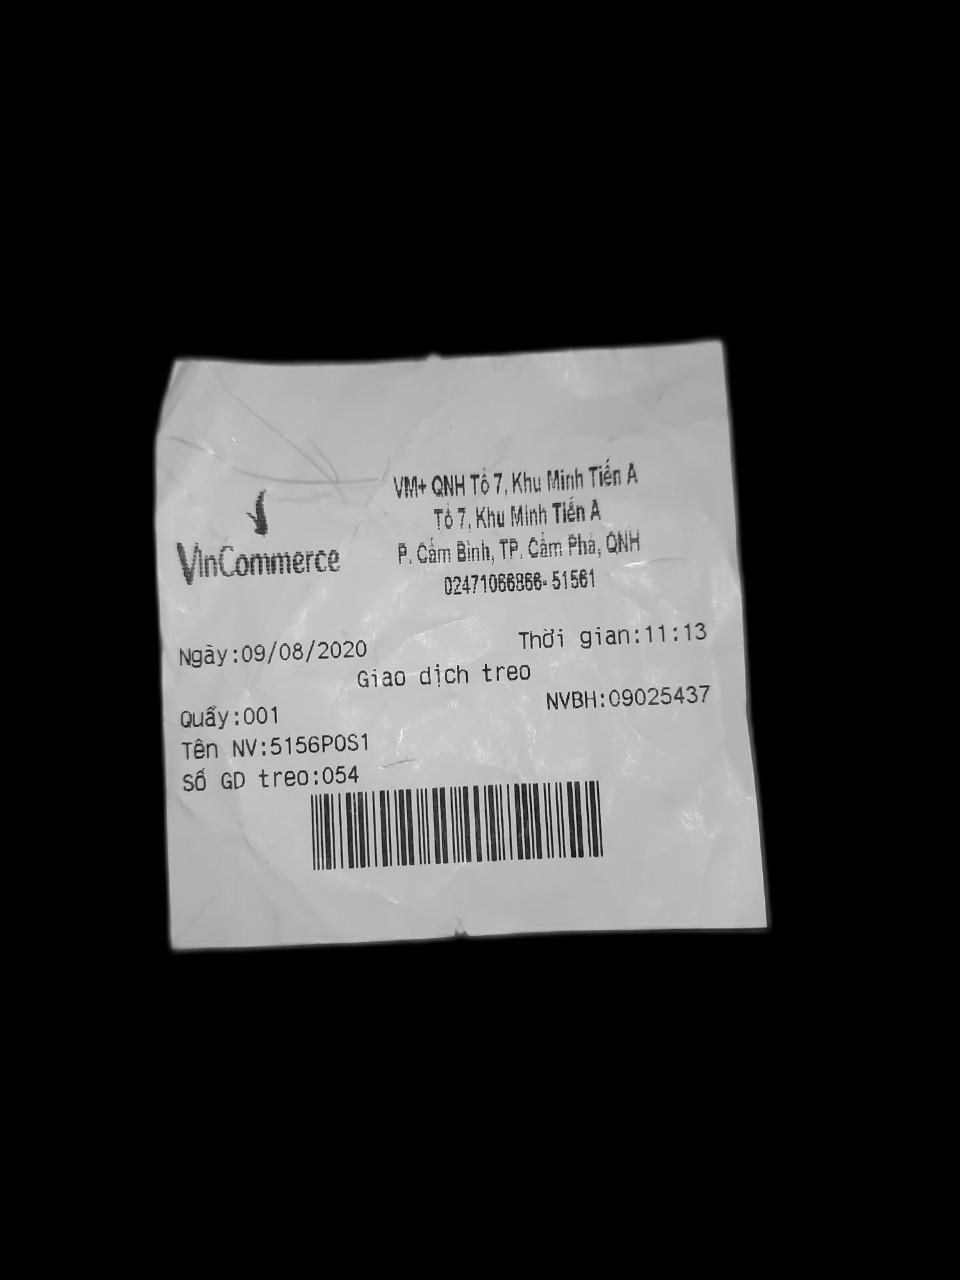 VinCommerce
VM+ QNH Tổ 7, Khu Minh Tiến A
Tổ 7, Khu Minh Tiến A
P. Cẩm Bình, TP. Cẩm Phả, QNH
02471066866-51561
Ngày:09/08/2020 Thời gian:11:13
Giao dịch treo
Quầy:001 NVBH:09025437
Tên NV:5156POS1
Số GD treo:054